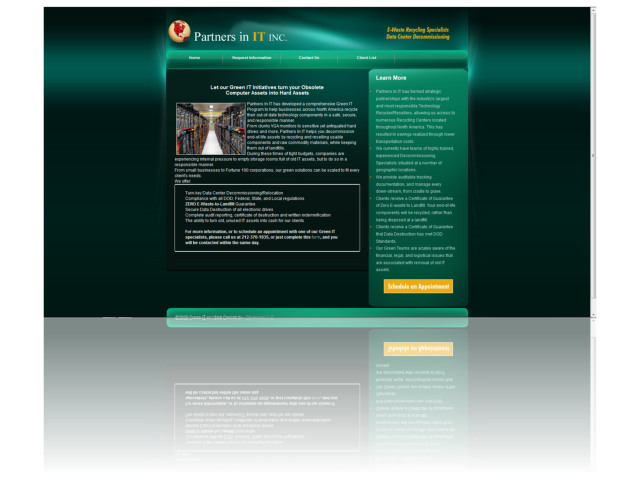 Partners in IT INC.
E-Waste Recycling Specialists
Data Center Decommissioning
Home
Request Information
Contact Us
Client List
Let our Green IT Initiatives turn your Obsolete
Computer Assets into Hard Assets
Partners In IT has developed a comprehensive Green IT
Program to help businesses across North America recycle
their out-of-date technology components in a safe, secure,
and responsible manner.
From clunky VGA monitors to sensitive old antiquated hard
drives and more, Partners In IT helps you decommission
end-of-life assets by recycling and reselling usable
components and raw commodity materials, while keeping
them out of landfills.
During these times of tight budgets, companies are
experiencing internal pressure to empty storage rooms full of old IT assets, but to do so in a
responsible manner.
From small businesses to Fortune 100 corporations, our green solutions can be scaled to fit every
client's needs.
We offer:
Turn key Data Center Decommissioning/Relocation
Compliance with all DOD, Federal, State, and Local regulations
ZERO E-Waste-to-Landfill Guarantee
Secure Data Destruction of all electronic drives
Complete audit reporting, certificate of destruction and written indemnification
The ability to turn old, unused IT assets into cash for our clients
For more information, or to schedule an appointment with one of our Green IT
specialists, please call us at 212-370-1835, or just complete this form, and you
will be contacted within the same day.
Learn More
Partners In IT has formed strategic
partnerships with the industry's largest
and most responsible Technology
Recycler/Resellers, allowing us access to
numerous Recycling Centers located
throughout North America. This has
resulted in savings realized through lower
transportation costs.
We currently have teams of highly trained,
experienced Decommissioning
Specialists situated at a number of
geographic locations.
We provide auditable tracking
documentation, and manage every
down-stream, from cradle to grave.
Clients receive a Certificate of Guarantee
of Zero E-waste to Landfill. Your end-of-life
components will be recycled, rather than
being disposed at a landfill.
Clients receive a Certificate of Guarantee
that Data Destruction has met DOD
Standards.
Our Green Teams are acutely aware of the
financial, legal, and logistical issues that
are associated with removal of old IT
assets.
Schedule an Appointment